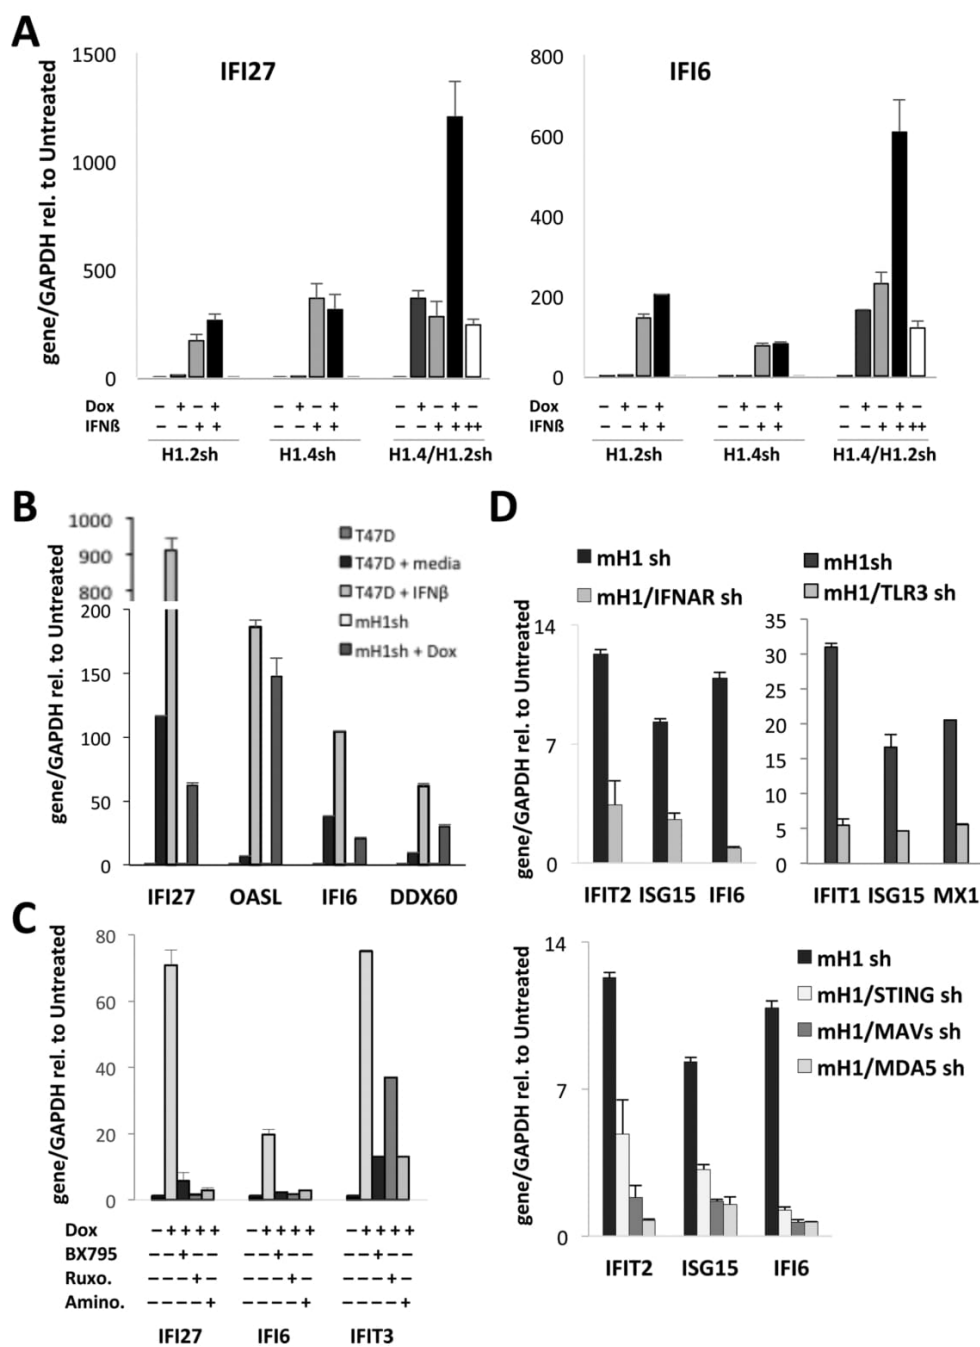 A
IFI27
gene/GAPDH rel. to Untreated
1500
1000
500
0
Dox − + − + − + − + − + − + −
IFNß − − + + − − + + − − + + ++
H1.2sh H1.4sh H1.4/H1.2sh
IFI6
800
600
400
200
0
Dox − + − + − + − + − + − + −
IFNß − − + + − − + + − − + + ++
H1.2sh H1.4sh H1.4/H1.2sh
B
gene/GAPDH rel. to Untreated
1000
900
800
200
150
100
50
0
T47D
T47D + media
T47D + IFNβ
mH1sh
mH1sh + Dox
IFI27 OASL IFI6 DDX60
C
gene/GAPDH rel. to Untreated
80
60
40
20
0
Dox − + + + + − + + + + − + + + +
BX795 − − + − − − − + − − − − + − −
Ruxo. − − − + − − − − + − − − − + −
Amino. − − − − + − − − − + − − − − +
IFI27 IFI6 IFIT3
D
mH1 sh
mH1/IFNAR sh
gene/GAPDH rel. to Untreated
14
7
0
IFIT2 ISG15 IFI6
mH1sh
mH1/TLR3 sh
35
30
25
20
15
10
5
0
IFIT1 ISG15 MX1
gene/GAPDH rel. to Untreated
14
7
0
mH1 sh
mH1/STING sh
mH1/MAVs sh
mH1/MDA5 sh
IFIT2 ISG15 IFI6